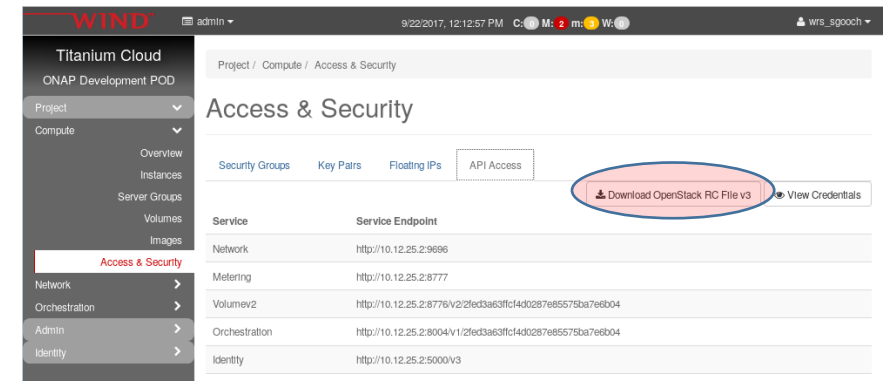 WIND admin 9/22/2017, 12:12:57 PM C: 0 M: 2 m: 3 W: 0 wrs_sgooch
Titanium Cloud
ONAP Development POD
Project
Compute
Overview
Instances
Server Groups
Volumes
Images
Access & Security
Network
Orchestration
Admin
Identity
Project / Compute / Access & Security
Access & Security
Security Groups Key Pairs Floating IPs API Access
Download OpenStack RC File v3 View Credentials
Service Service Endpoint
Network http://10.12.25.2:9696
Metering http://10.12.25.2:8777
Volumev2 http://10.12.25.2:8776/v2/2fed3a63ffcf4d0287e85575ba7e6b04
Orchestration http://10.12.25.2:8004/v1/2fed3a63ffcf4d0287e85575ba7e6b04
Identity http://10.12.25.2:5000/v3